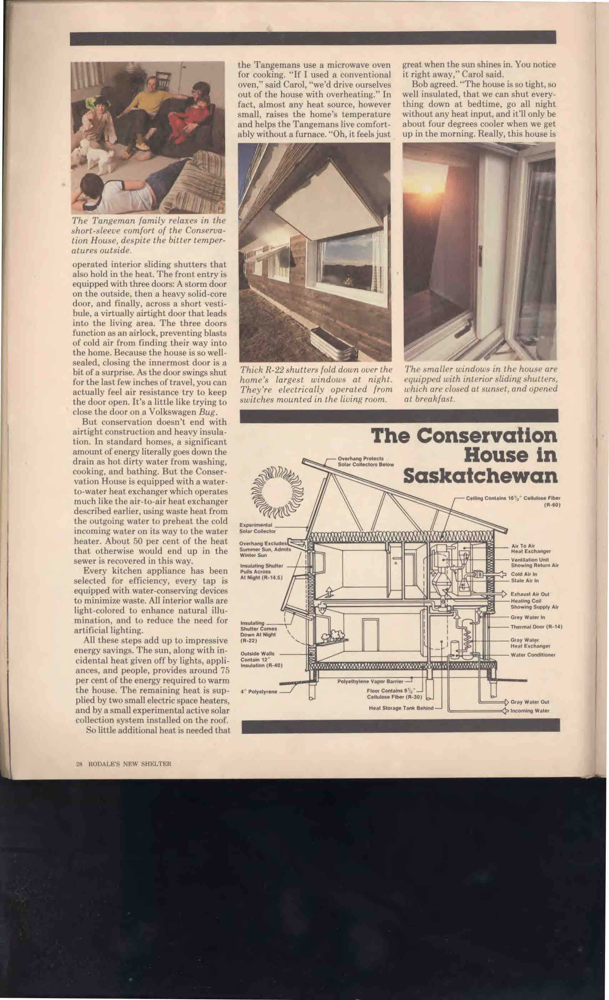 The Tangeman family relaxes in the
short-sleeve comfort of the Conserva-
tion House, despite the bitter temper-
atures outside.
operated interior sliding shutters that
also hold in the heat. The front entry is
equipped with three doors: A storm door
on the outside, then a heavy solid-core
door, and finally, across a short vesti-
bule, a virtually airtight door that leads
into the living area. The three doors
function as an airlock, preventing blasts
of cold air from finding their way into
the home. Because the house is so well-
sealed, closing the innermost door is a
bit of a surprise. As the door swings shut
for the last few inches of travel, you can
actually feel air resistance try to keep
the door open. It's a little like trying to
close the door on a Volkswagen Bug.
But conservation doesn't end with
airtight construction and heavy insula-
tion. In standard homes, a significant
amount of energy literally goes down the
drain as hot dirty water from washing,
cooking, and bathing. But the Conser-
vation House is equipped with a water-
to-water heat exchanger which operates
much like the air-to-air heat exchanger
described earlier, using waste heat from
the outgoing water to preheat the cold
incoming water on its way to the water
heater. About 50 per cent of the heat
that otherwise would end up in the
sewer is recovered in this way.
Every kitchen appliance has been
selected for efficiency, every tap is
equipped with water-conserving devices
to minimize waste. All interior walls are
light-colored to enhance natural illu-
mination, and to reduce the need for
artificial lighting.
All these steps add up to impressive
energy savings. The sun, along with in-
cidental heat given off by lights, appli-
ances, and people, provides around 75
per cent of the energy required to warm
the house. The remaining heat is sup-
plied by two small electric space heaters,
and by a small experimental active solar
collection system installed on the roof.
So little additional heat is needed that
the Tangemans use a microwave oven
for cooking. "If I used a conventional
oven," said Carol, "we'd drive ourselves
out of the house with overheating." In
fact, almost any heat source, however
small, raises the home's temperature
and helps the Tangemans live comfort-
ably without a furnace. "Oh, it feels just
great when the sun shines in. You notice
it right away," Carol said.
Bob agreed. "The house is so tight, so
well insulated, that we can shut every-
thing down at bedtime, go all night
without any heat input, and it'll only be
about four degrees cooler when we get
up in the morning. Really, this house is
Thick R-22 shutters fold down over the
home's largest windows at night.
They're electrically operated from
switches mounted in the living room.
The smaller windows in the house are
equipped with interior sliding shutters,
which are closed at sunset, and opened
at breakfast.
The Conservation
House in
Saskatchewan
Overhang Protects
Solar Collectors Below
Ceiling Contains 16½" Cellulose Fiber
(R-60)
Experimental
Solar Collector
Overhang Excludes
Summer Sun, Admits
Winter Sun
Insulating Shutter
Pulls Across
At Night (R-14.5)
Insulating
Shutter Comes
Down At Night
(R-22)
Outside Walls
Contain 12"
Insulation (R-40)
4" Polystyrene
Air To Air
Heat Exchanger
Ventilation Unit
Showing Return Air
Cold Air In
Stale Air In
Exhaust Air Out
Heating Coil
Showing Supply Air
Grey Water In
Thermal Door (R-14)
Gray Water
Heat Exchanger
Water Conditioner
Polyethylene Vapor Barrier
Floor Contains 9½"
Cellulose Fiber (R-30)
Heat Storage Tank Behind
Gray Water Out
Incoming Water
28 RODALE'S NEW SHELTER